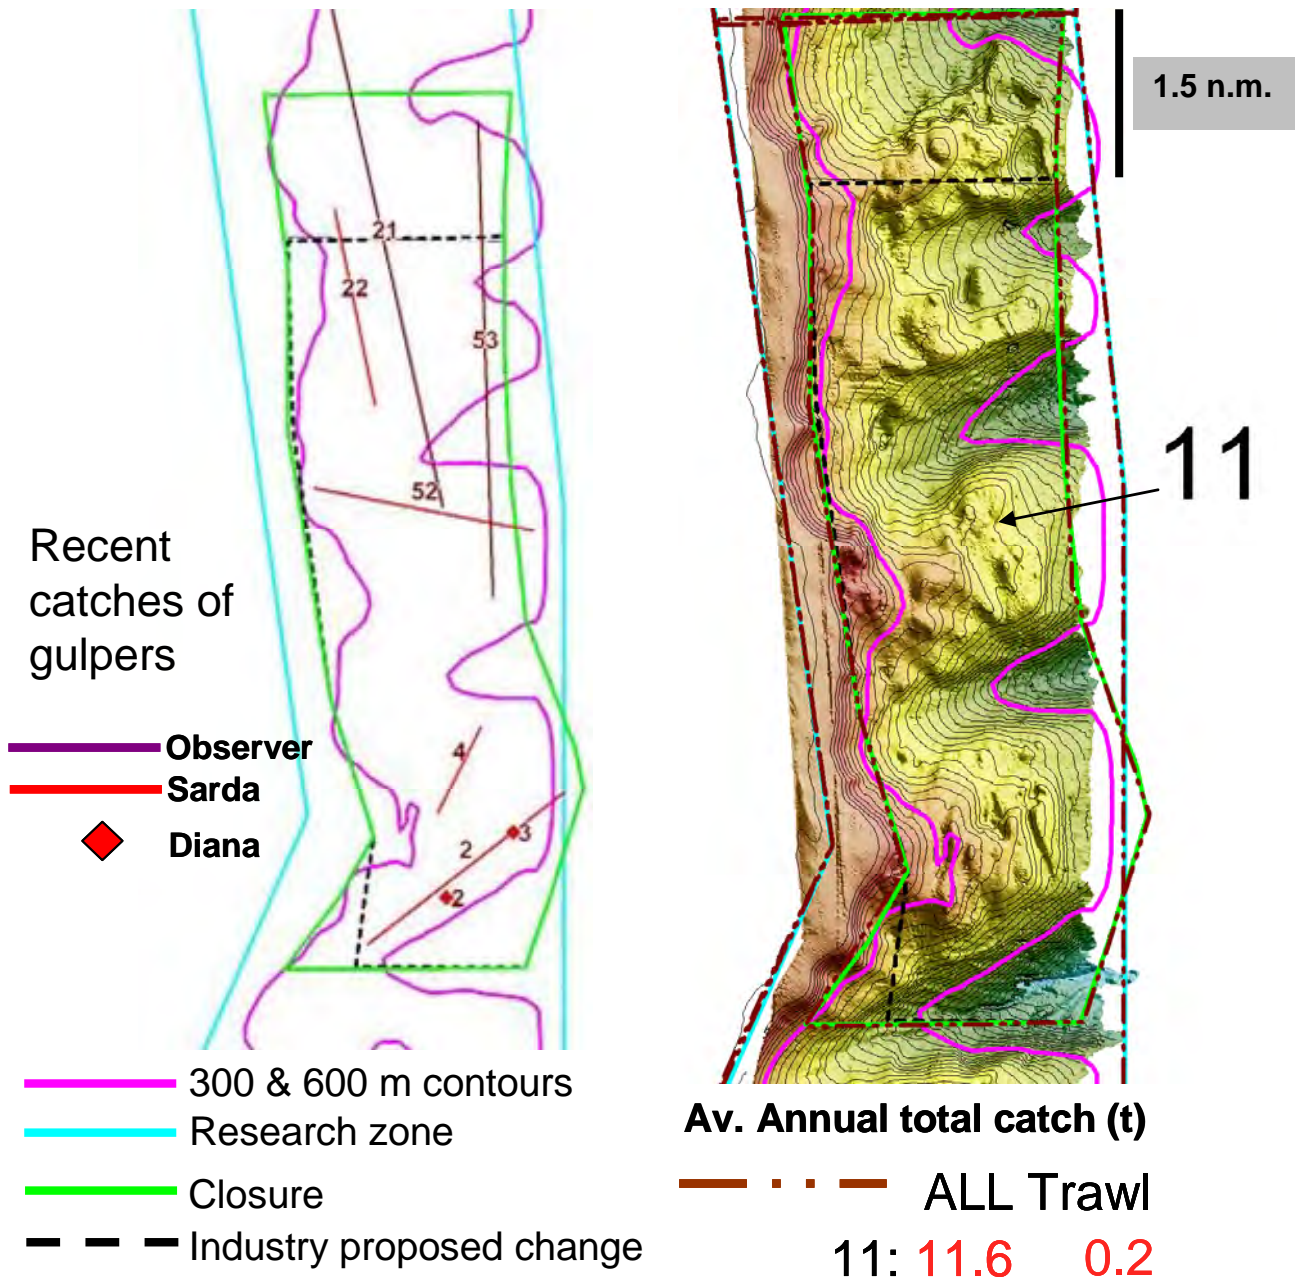 1.5 n.m.
21
22
53
52
11
Recent
catches of
gulpers
Observer
Sarda
Diana
4
3
2
2
300 & 600 m contours
Research zone
Closure
Industry proposed change
Av. Annual total catch (t)
ALL Trawl
11: 11.6 0.2